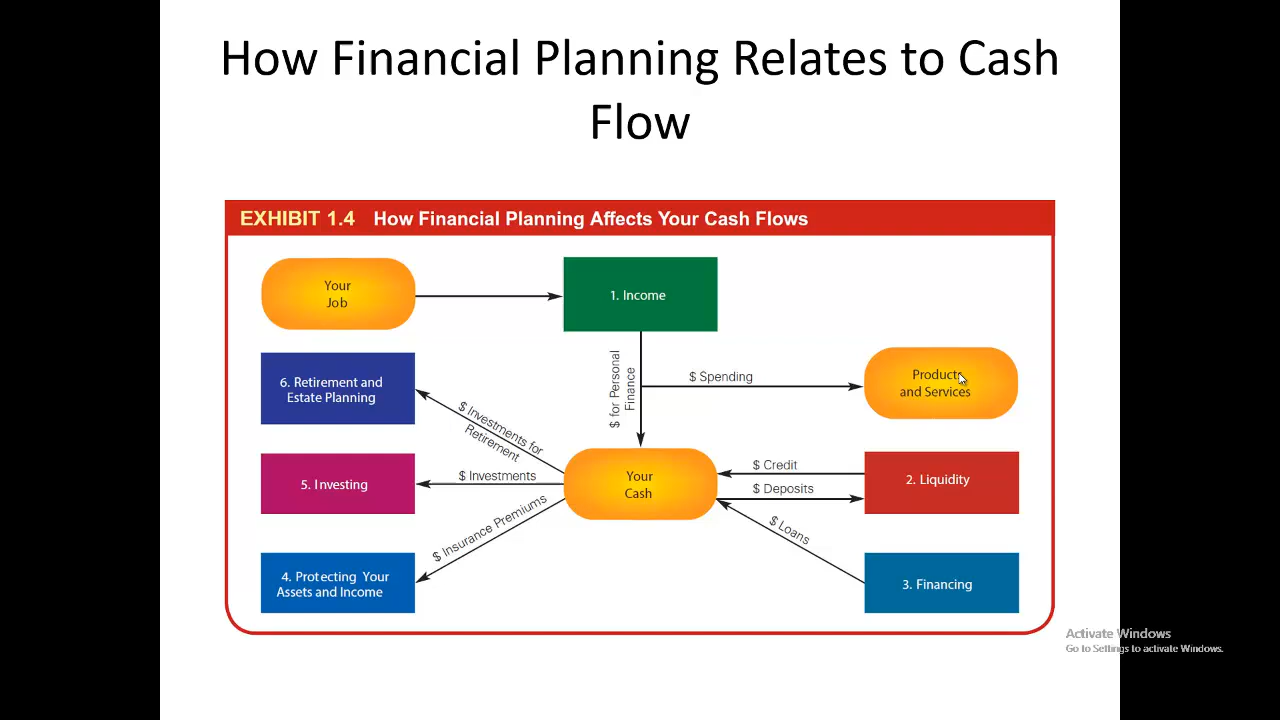 How Financial Planning Relates to Cash
Flow
EXHIBIT 1.4 How Financial Planning Affects Your Cash Flows
Your
Job
1. Income
$ for Personal
Finance
$ Spending
Products
and Services
6. Retirement and
Estate Planning
$ Investments for
Retirement
5. Investing
$ Investments
Your
Cash
$ Credit
$ Deposits
2. Liquidity
4. Protecting Your
Assets and Income
$ Insurance Premiums
$ Loans
3. Financing
Activate Windows
Go to Settings to activate Windows.